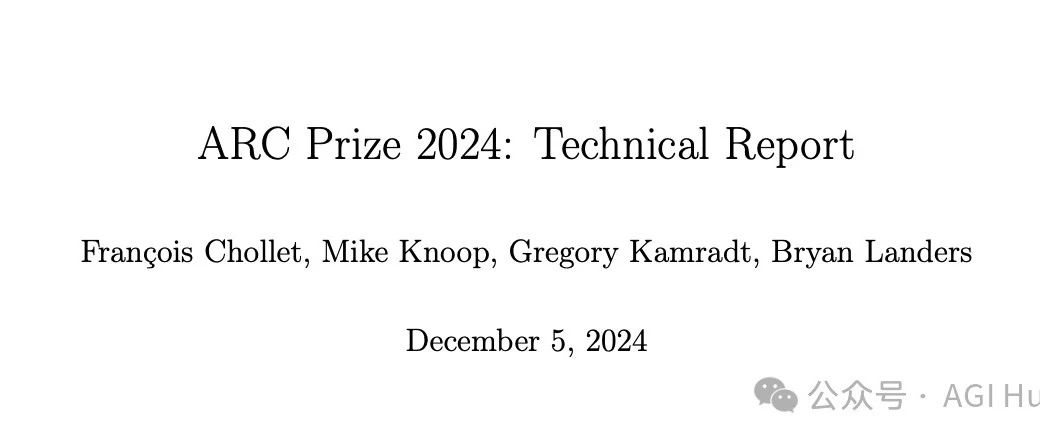 ARC Prize 2024: Technical Report
François Chollet, Mike Knoop, Gregory Kamradt, Bryan Landers
December 5, 2024
公众号 · AGI Hu